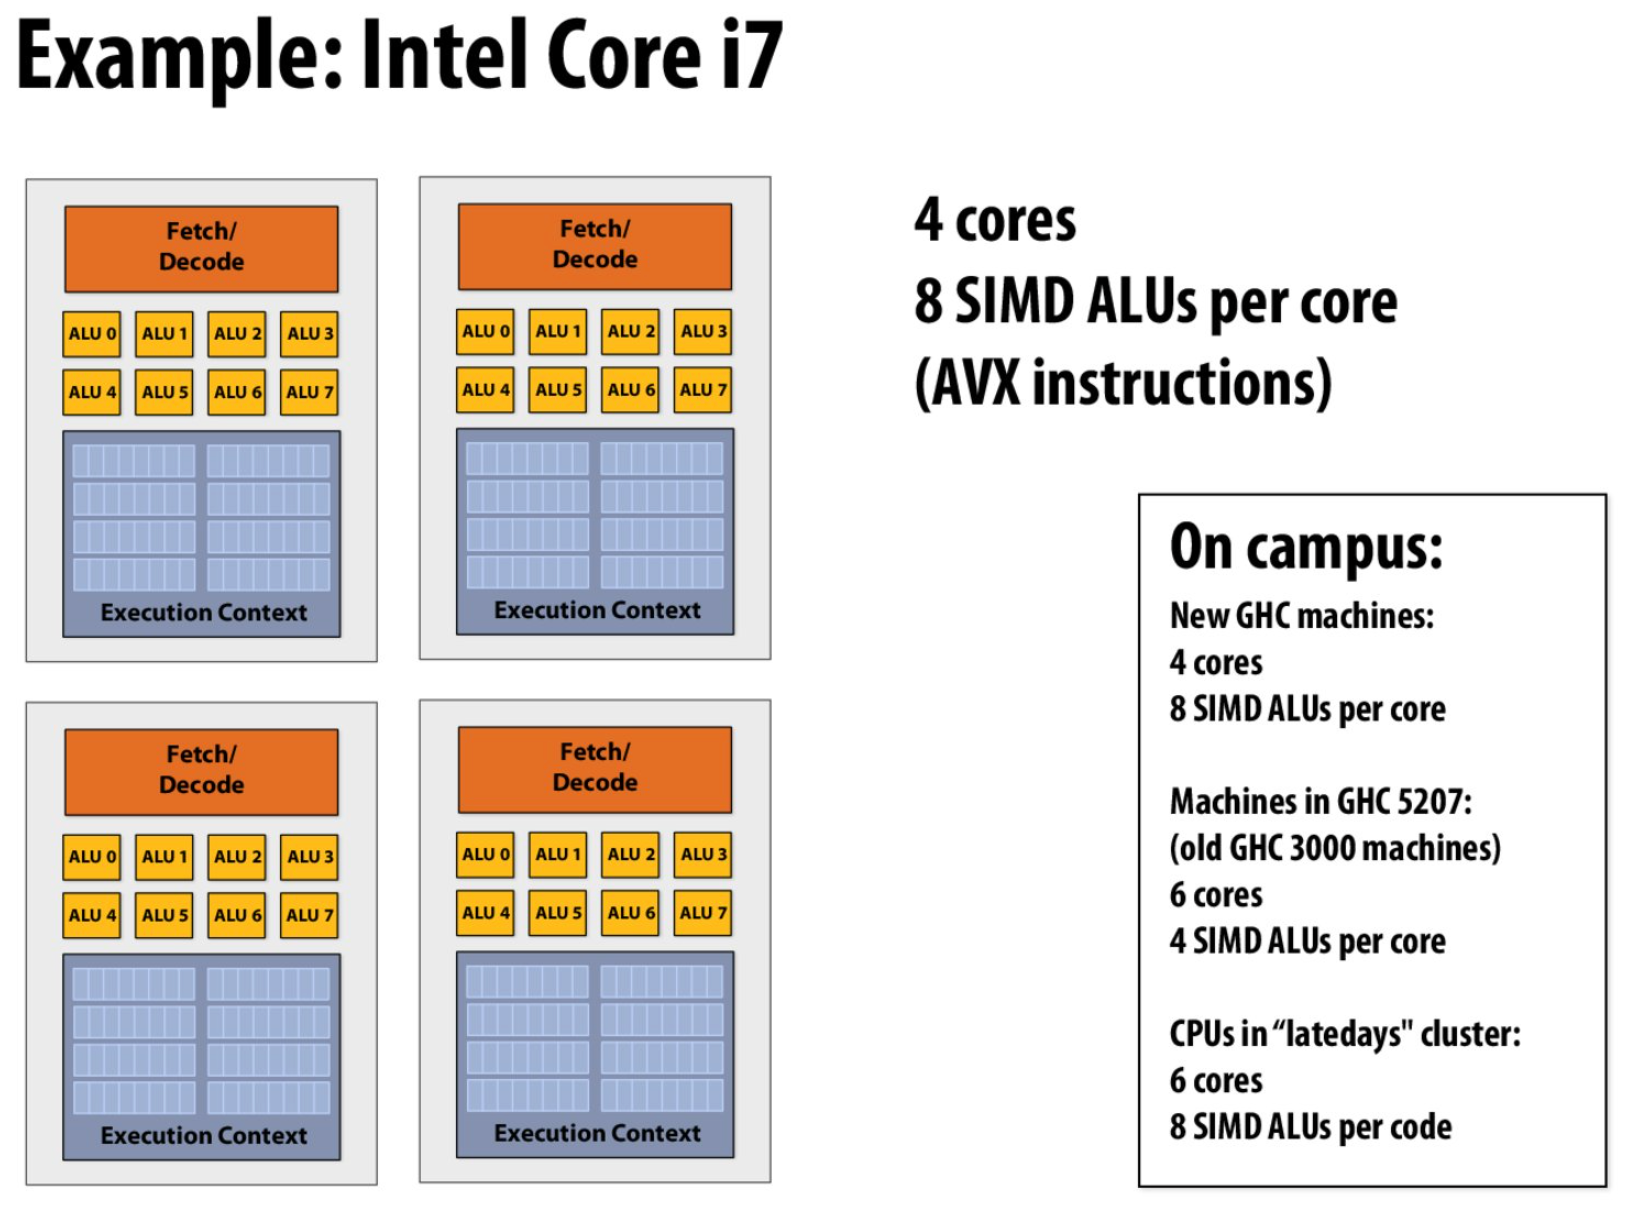 Example: Intel Core i7
Fetch/
Decode
ALU 0 ALU 1 ALU 2 ALU 3
ALU 4 ALU 5 ALU 6 ALU 7
Execution Context
Fetch/
Decode
ALU 0 ALU 1 ALU 2 ALU 3
ALU 4 ALU 5 ALU 6 ALU 7
Execution Context
Fetch/
Decode
ALU 0 ALU 1 ALU 2 ALU 3
ALU 4 ALU 5 ALU 6 ALU 7
Execution Context
Fetch/
Decode
ALU 0 ALU 1 ALU 2 ALU 3
ALU 4 ALU 5 ALU 6 ALU 7
Execution Context
4 cores
8 SIMD ALUs per core
(AVX instructions)
On campus:
New GHC machines:
4 cores
8 SIMD ALUs per core
Machines in GHC 5207:
(old GHC 3000 machines)
6 cores
4 SIMD ALUs per core
CPUs in “latedays" cluster:
6 cores
8 SIMD ALUs per code